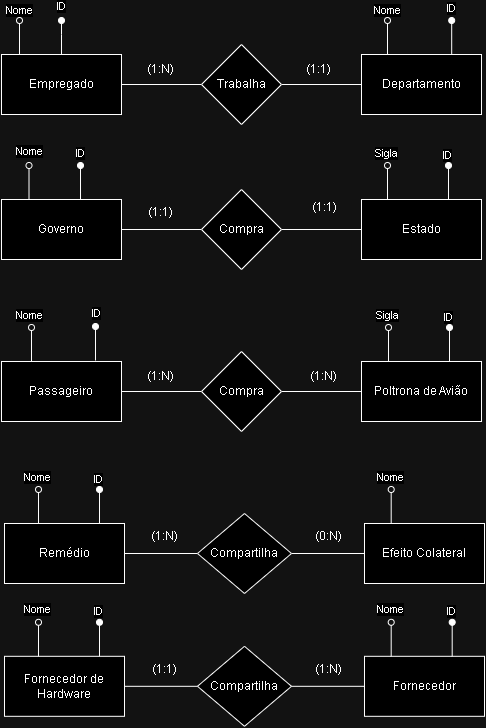 Nome ID Nome ID
Empregado (1:N) Trabalha (1:1) Departamento
Nome ID Sigla ID
Governo (1:1) Compra (1:1) Estado
Nome ID Sigla ID
Passageiro (1:N) Compra (1:N) Poltrona de Avião
Nome ID Nome
Remédio (1:N) Compartilha (0:N) Efeito Colateral
Nome ID Nome ID
Fornecedor de
Hardware (1:1) Compartilha (1:N) Fornecedor